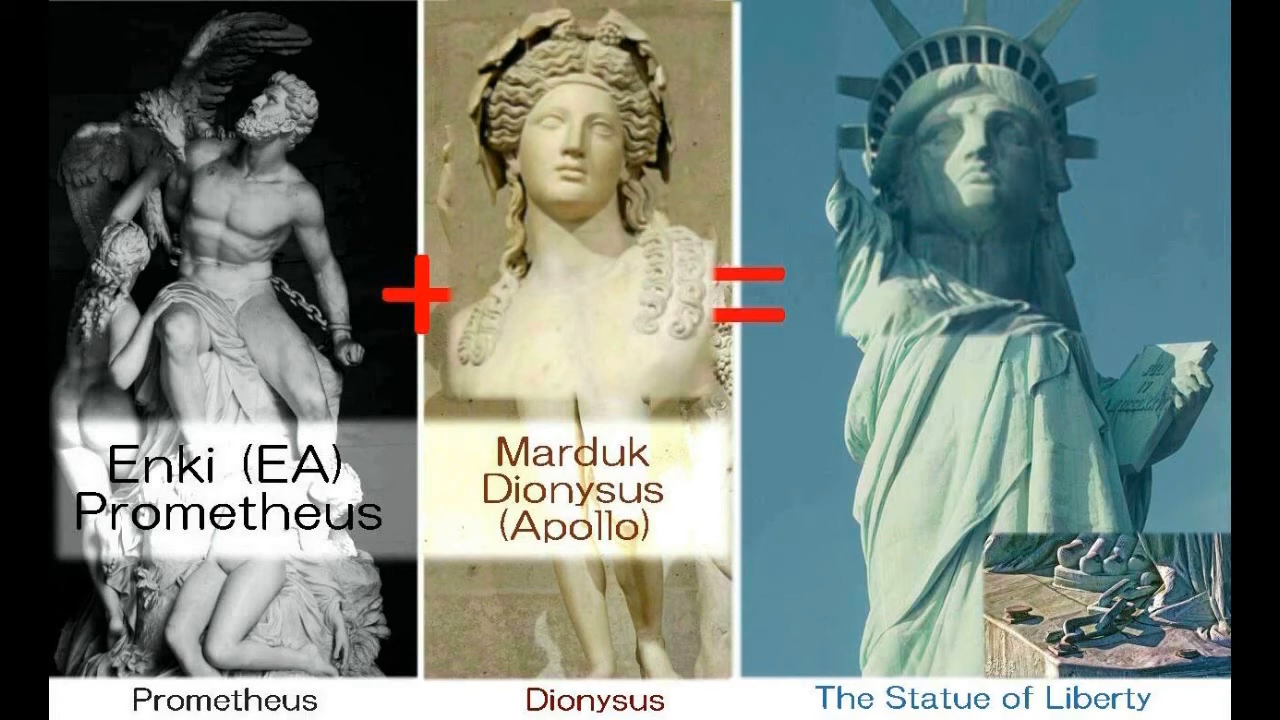 Enki (EA)
Prometheus
Marduk
Dionysus
(Apollo)
Prometheus
Dionysus
The Statue of Liberty